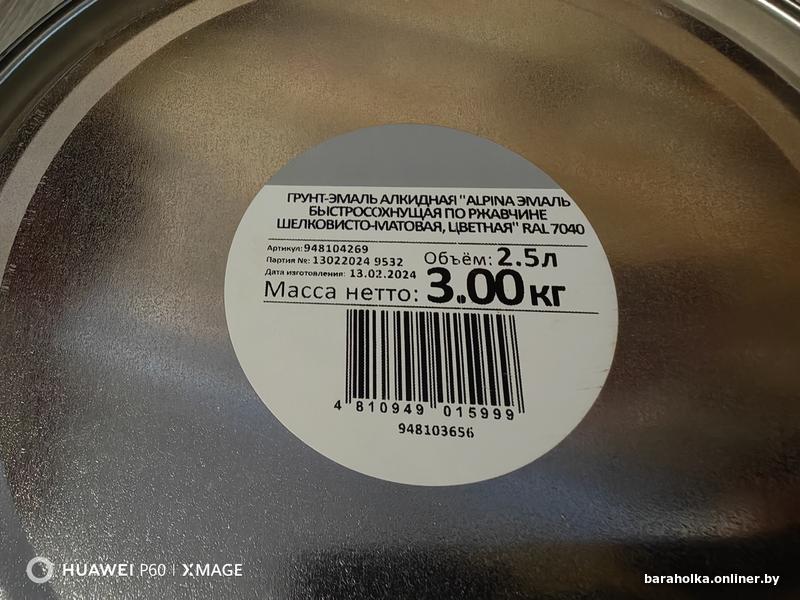 ГРУНТ-ЭМАЛЬ АЛКИДНАЯ "ALPINA ЭМАЛЬ
БЫСТРОСОХНУЩАЯ ПО РЖАВЧИНЕ
ШЕЛКОВИСТО-МАТОВАЯ, ЦВЕТНАЯ" RAL 7040
Артикул: 948104269
Партия №: 13022024 9532
Объём: 2.5л
Дата изготовления: 13.02.2024
Масса нетто: 3.00 кг
4 810949 015999
948103656
HUAWEI P60 | XMAGE
baraholka.onliner.by